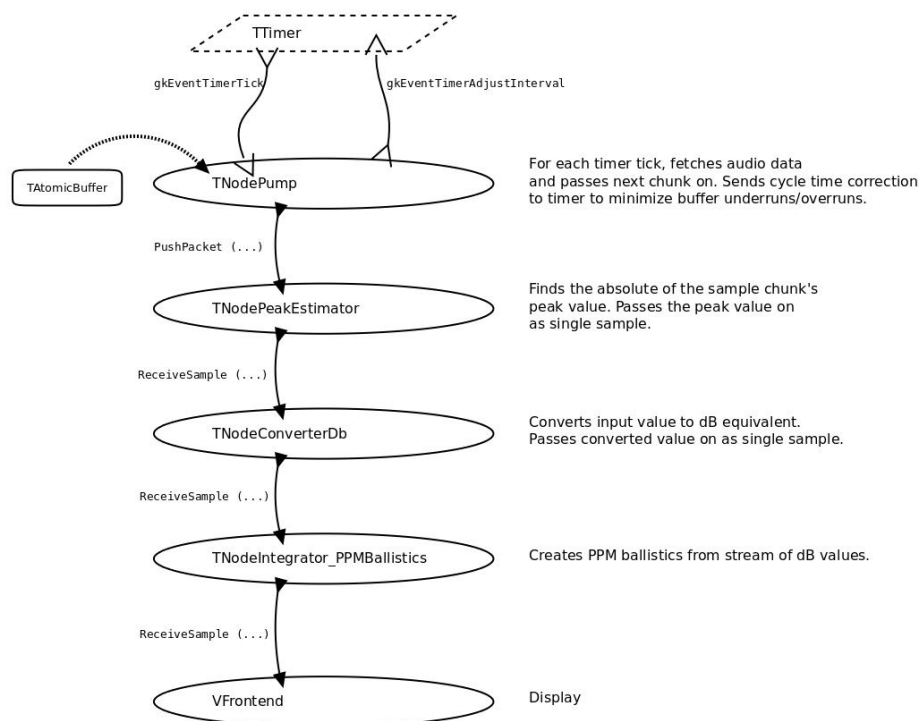 TTimer
gkEventTimerTick
gkEventTimerAdjustInterval
TAtomicBuffer
TNodePump
For each timer tick, fetches audio data
and passes next chunk on. Sends cycle time correction
to timer to minimize buffer underruns/overruns.
PushPacket (...)
TNodePeakEstimator
Finds the absolute of the sample chunk's
peak value. Passes the peak value on
as single sample.
ReceiveSample (...)
TNodeConverterDb
Converts input value to dB equivalent.
Passes converted value on as single sample.
ReceiveSample (...)
TNodeIntegrator_PPMBallistics
Creates PPM ballistics from stream of dB values.
ReceiveSample (...)
VFrontend
Display